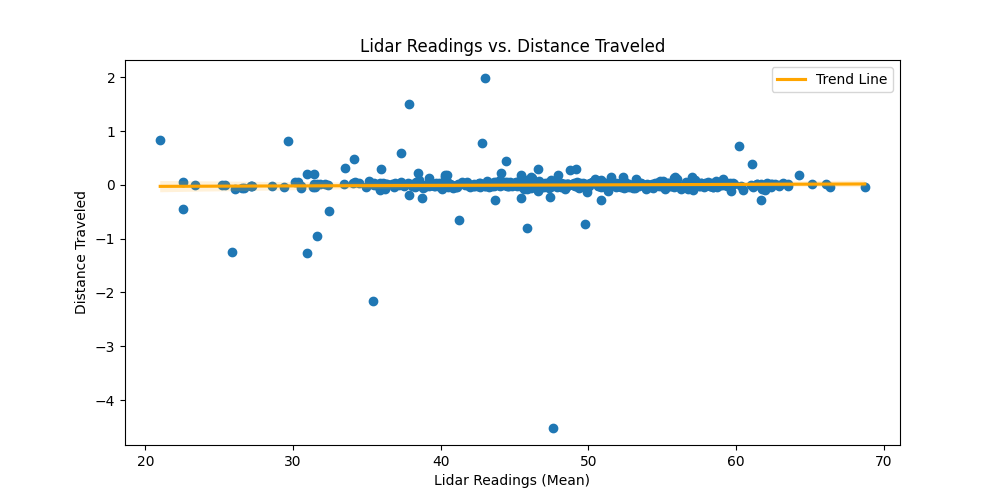 Lidar Readings vs. Distance Traveled
Trend Line
Distance Traveled
2
1
0
−1
−2
−3
−4
20 30 40 50 60 70
Lidar Readings (Mean)